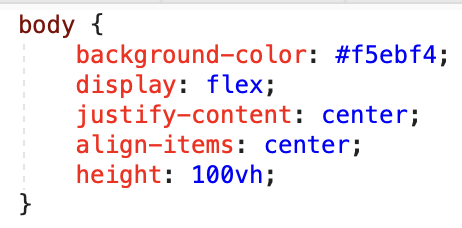 body {
    background-color: #f5ebf4;
    display: flex;
    justify-content: center;
    align-items: center;
    height: 100vh;
}